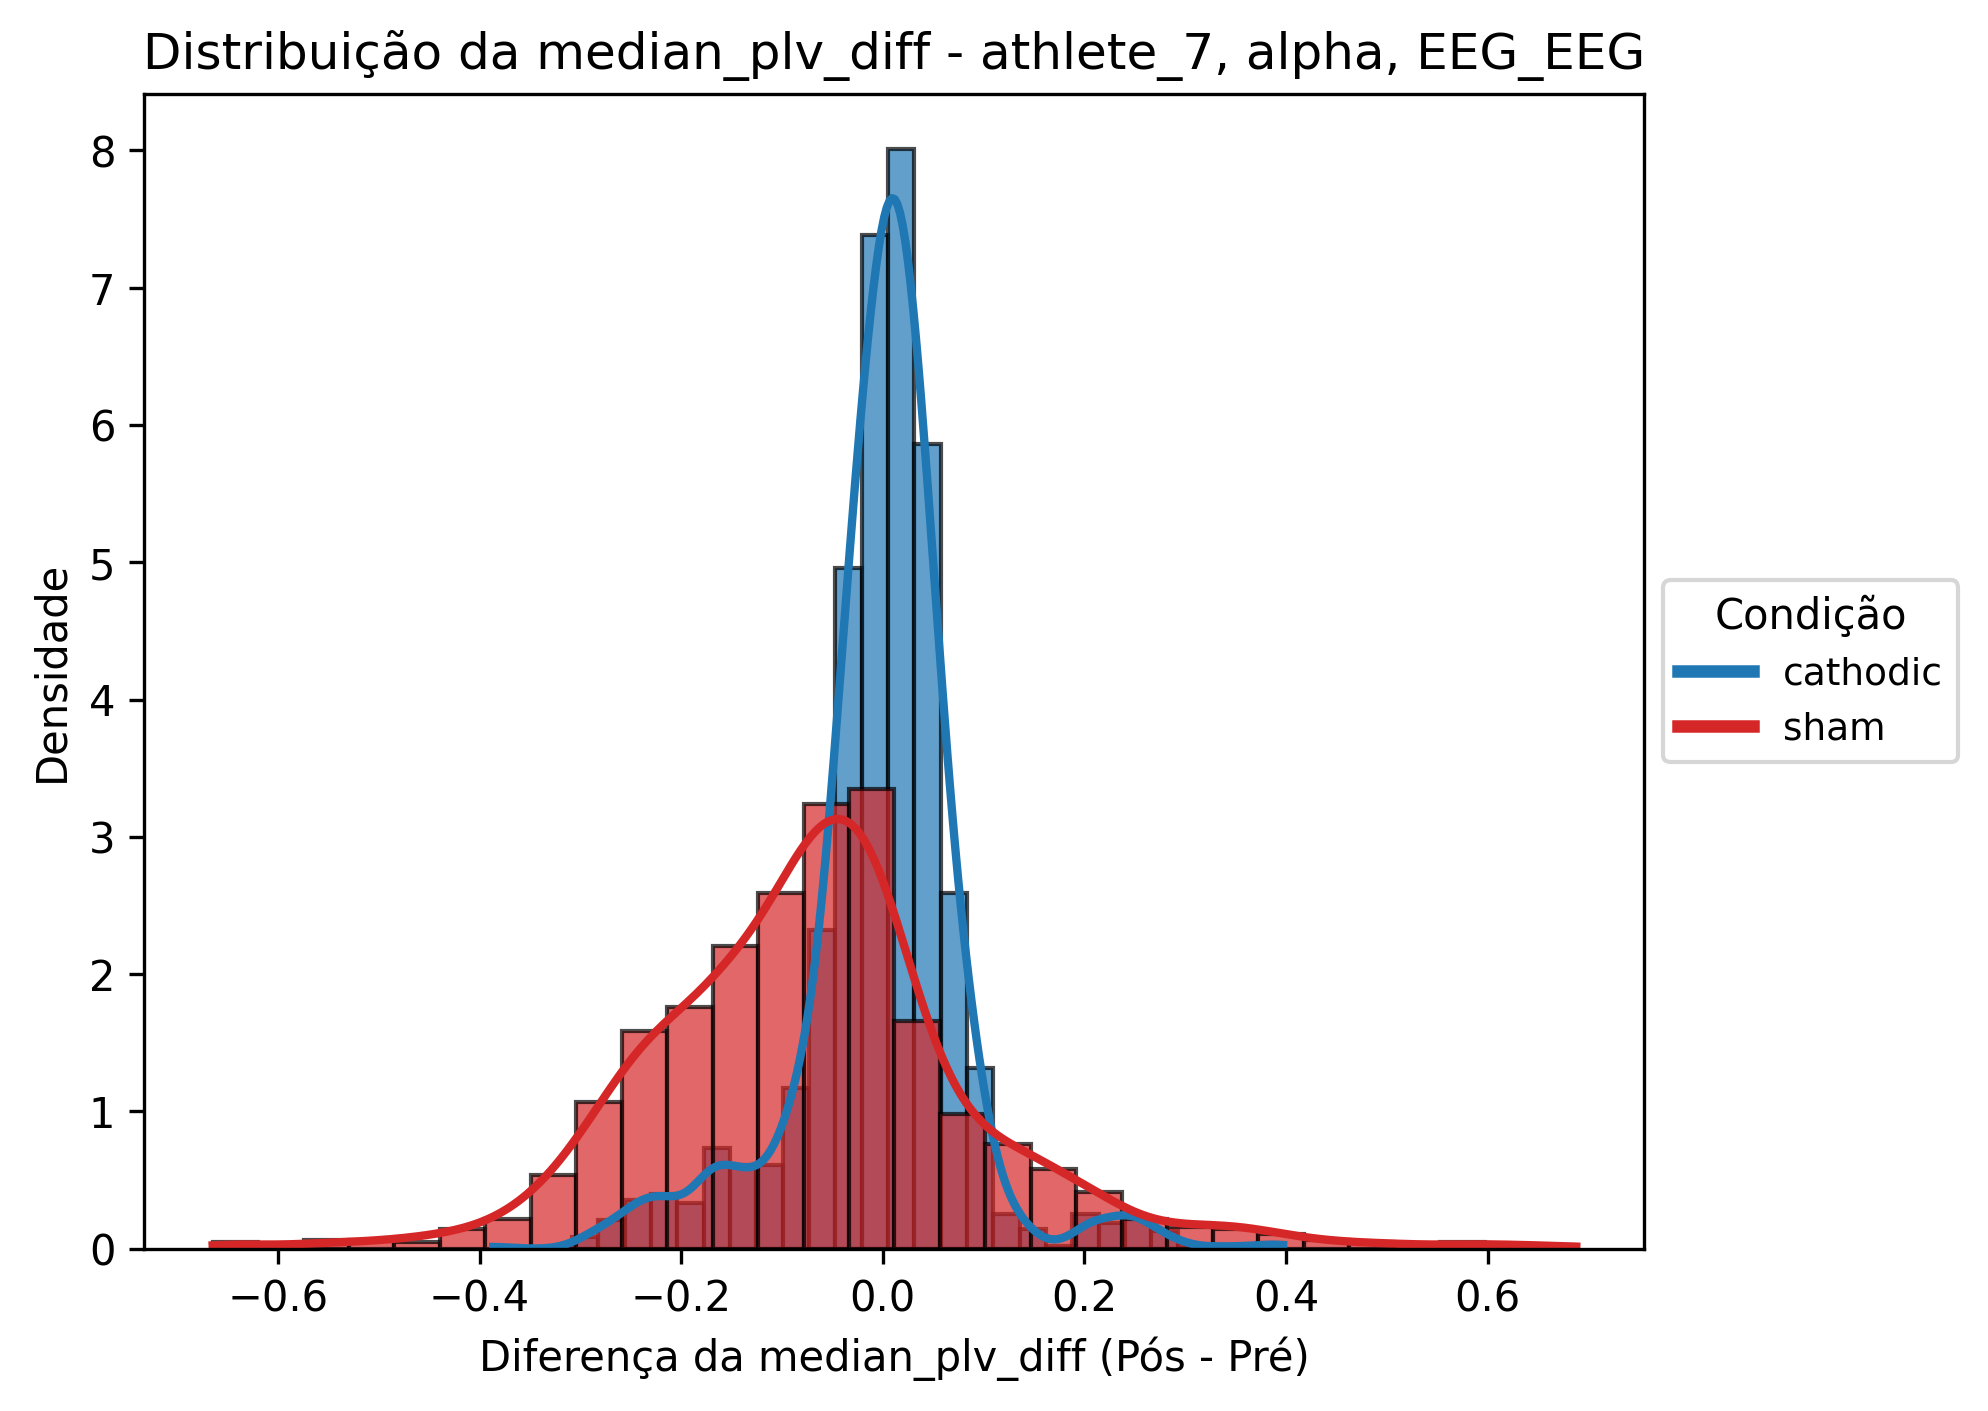 Distribuição da median_plv_diff - athlete_7, alpha, EEG_EEG
8
7
6
5
4
3
2
1
0
Densidade
−0.6
−0.4
−0.2
0.0
0.2
0.4
0.6
Diferença da median_plv_diff (Pós - Pré)
Condição
cathodic
sham